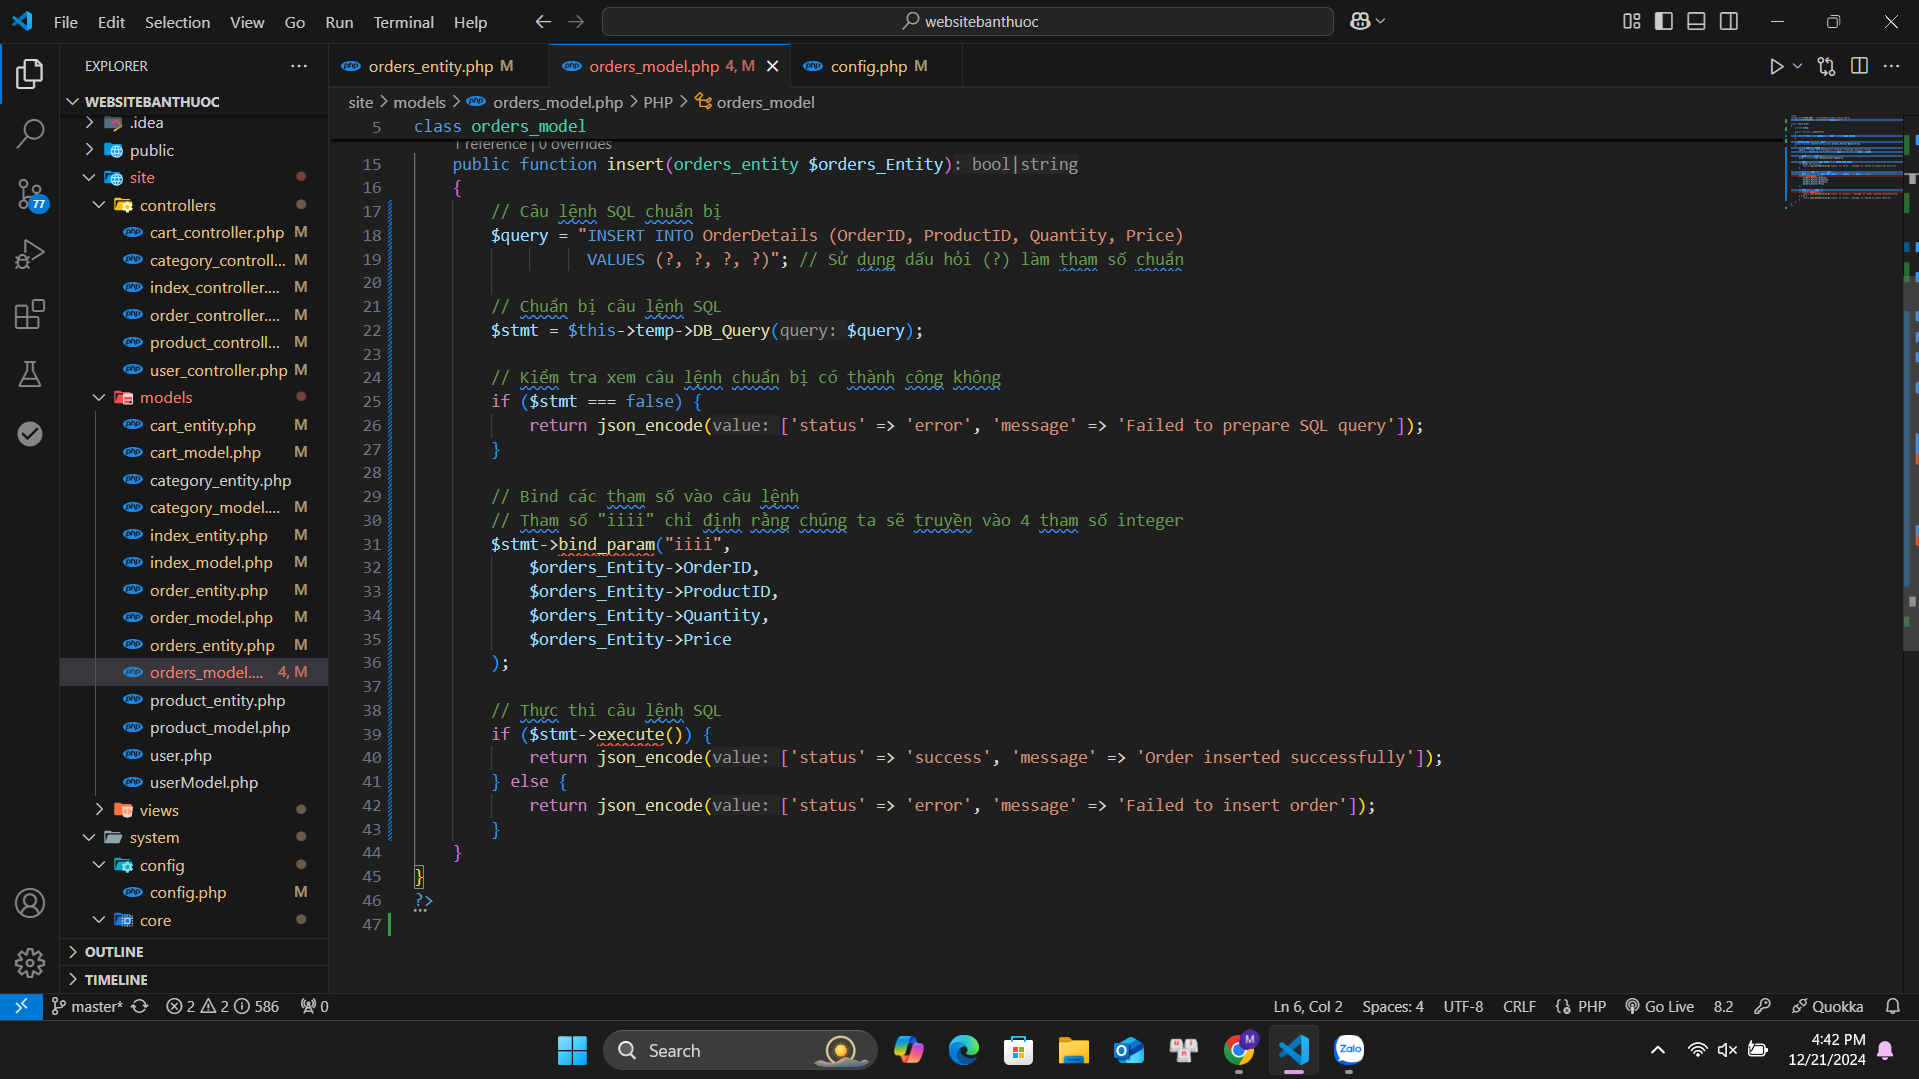 File Edit Selection View Go Run Terminal Help
websitebanthuoc
EXPLORER
WEBSITEBANTHUOC
.idea
public
site
controllers
cart_controller.php M
category_controll... M
index_controller.... M
order_controller.... M
product_controll... M
user_controller.php M
models
cart_entity.php M
cart_model.php M
category_entity.php
category_model.... M
index_entity.php M
index_model.php M
order_entity.php M
order_model.php M
orders_entity.php M
orders_model.... 4, M
product_entity.php
product_model.php
user.php
userModel.php
views
system
config
config.php M
core
OUTLINE
TIMELINE
orders_entity.php M
orders_model.php 4, M
config.php M
site > models > orders_model.php > PHP > orders_model
5 class orders_model
1 reference | 0 overrides
15 public function insert(orders_entity $orders_Entity): bool|string
16 {
17 // Câu lệnh SQL chuẩn bị
18 $query = "INSERT INTO OrderDetails (OrderID, ProductID, Quantity, Price)
19 VALUES (?, ?, ?, ?)"; // Sử dụng dấu hỏi (?) làm tham số chuẩn
20
21 // Chuẩn bị câu lệnh SQL
22 $stmt = $this->temp->DB_Query(query: $query);
23
24 // Kiểm tra xem câu lệnh chuẩn bị có thành công không
25 if ($stmt === false) {
26 return json_encode(value: ['status' => 'error', 'message' => 'Failed to prepare SQL query']);
27 }
28
29 // Bind các tham số vào câu lệnh
30 // Tham số "iiii" chỉ định rằng chúng ta sẽ truyền vào 4 tham số integer
31 $stmt->bind_param("iiii",
32 $orders_Entity->OrderID,
33 $orders_Entity->ProductID,
34 $orders_Entity->Quantity,
35 $orders_Entity->Price
36 );
37
38 // Thực thi câu lệnh SQL
39 if ($stmt->execute()) {
40 return json_encode(value: ['status' => 'success', 'message' => 'Order inserted successfully']);
41 } else {
42 return json_encode(value: ['status' => 'error', 'message' => 'Failed to insert order']);
43 }
44 }
45 }
46 ?>
47
77
master* 2 2 586 0
Ln 6, Col 2 Spaces: 4 UTF-8 CRLF PHP Go Live 8.2 Quokka
Search
M
Zalo
4:42 PM
12/21/2024